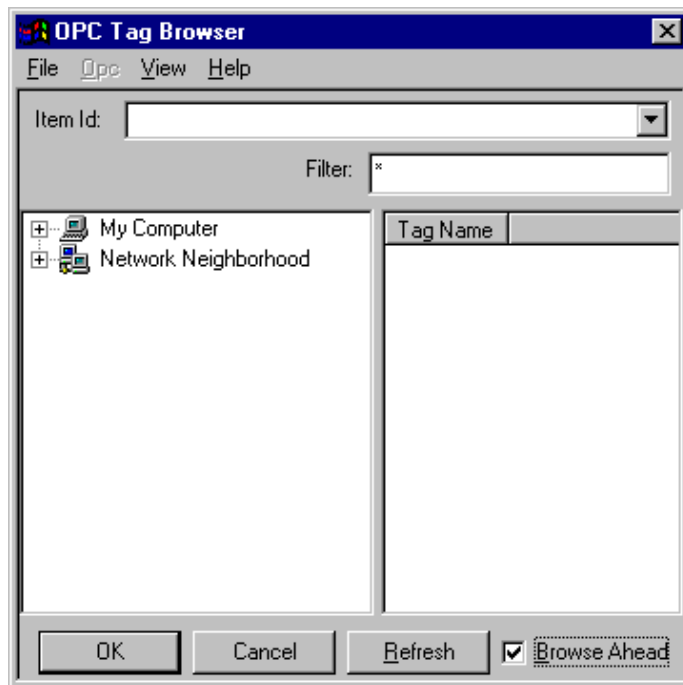 OPC Tag Browser
File Opc View Help
Item Id:
Filter: *
My Computer
Network Neighborhood
Tag Name
OK Cancel Refresh Browse Ahead